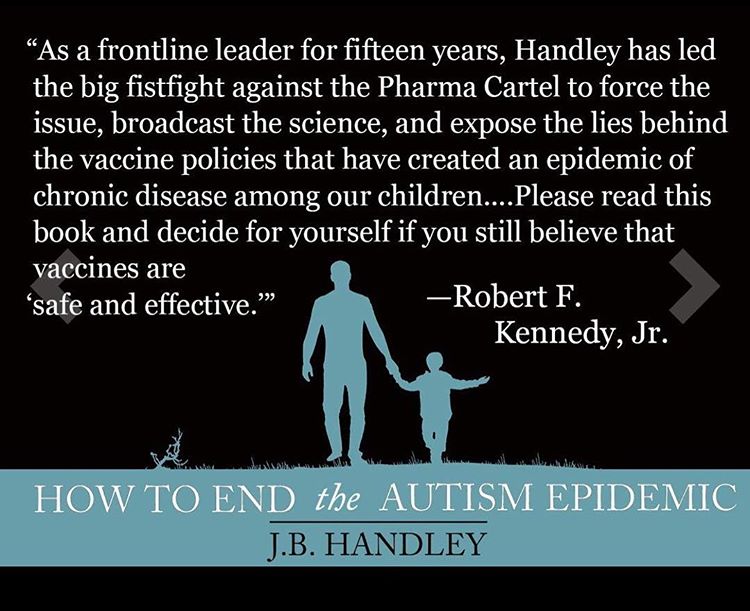 “As a frontline leader for fifteen years, Handley has led
the big fistfight against the Pharma Cartel to force the
issue, broadcast the science, and expose the lies behind
the vaccine policies that have created an epidemic of
chronic disease among our children....Please read this
book and decide for yourself if you still believe that
vaccines are
‘safe and effective.’”
—Robert F.
Kennedy, Jr.
HOW TO END the AUTISM EPIDEMIC
J.B. HANDLEY